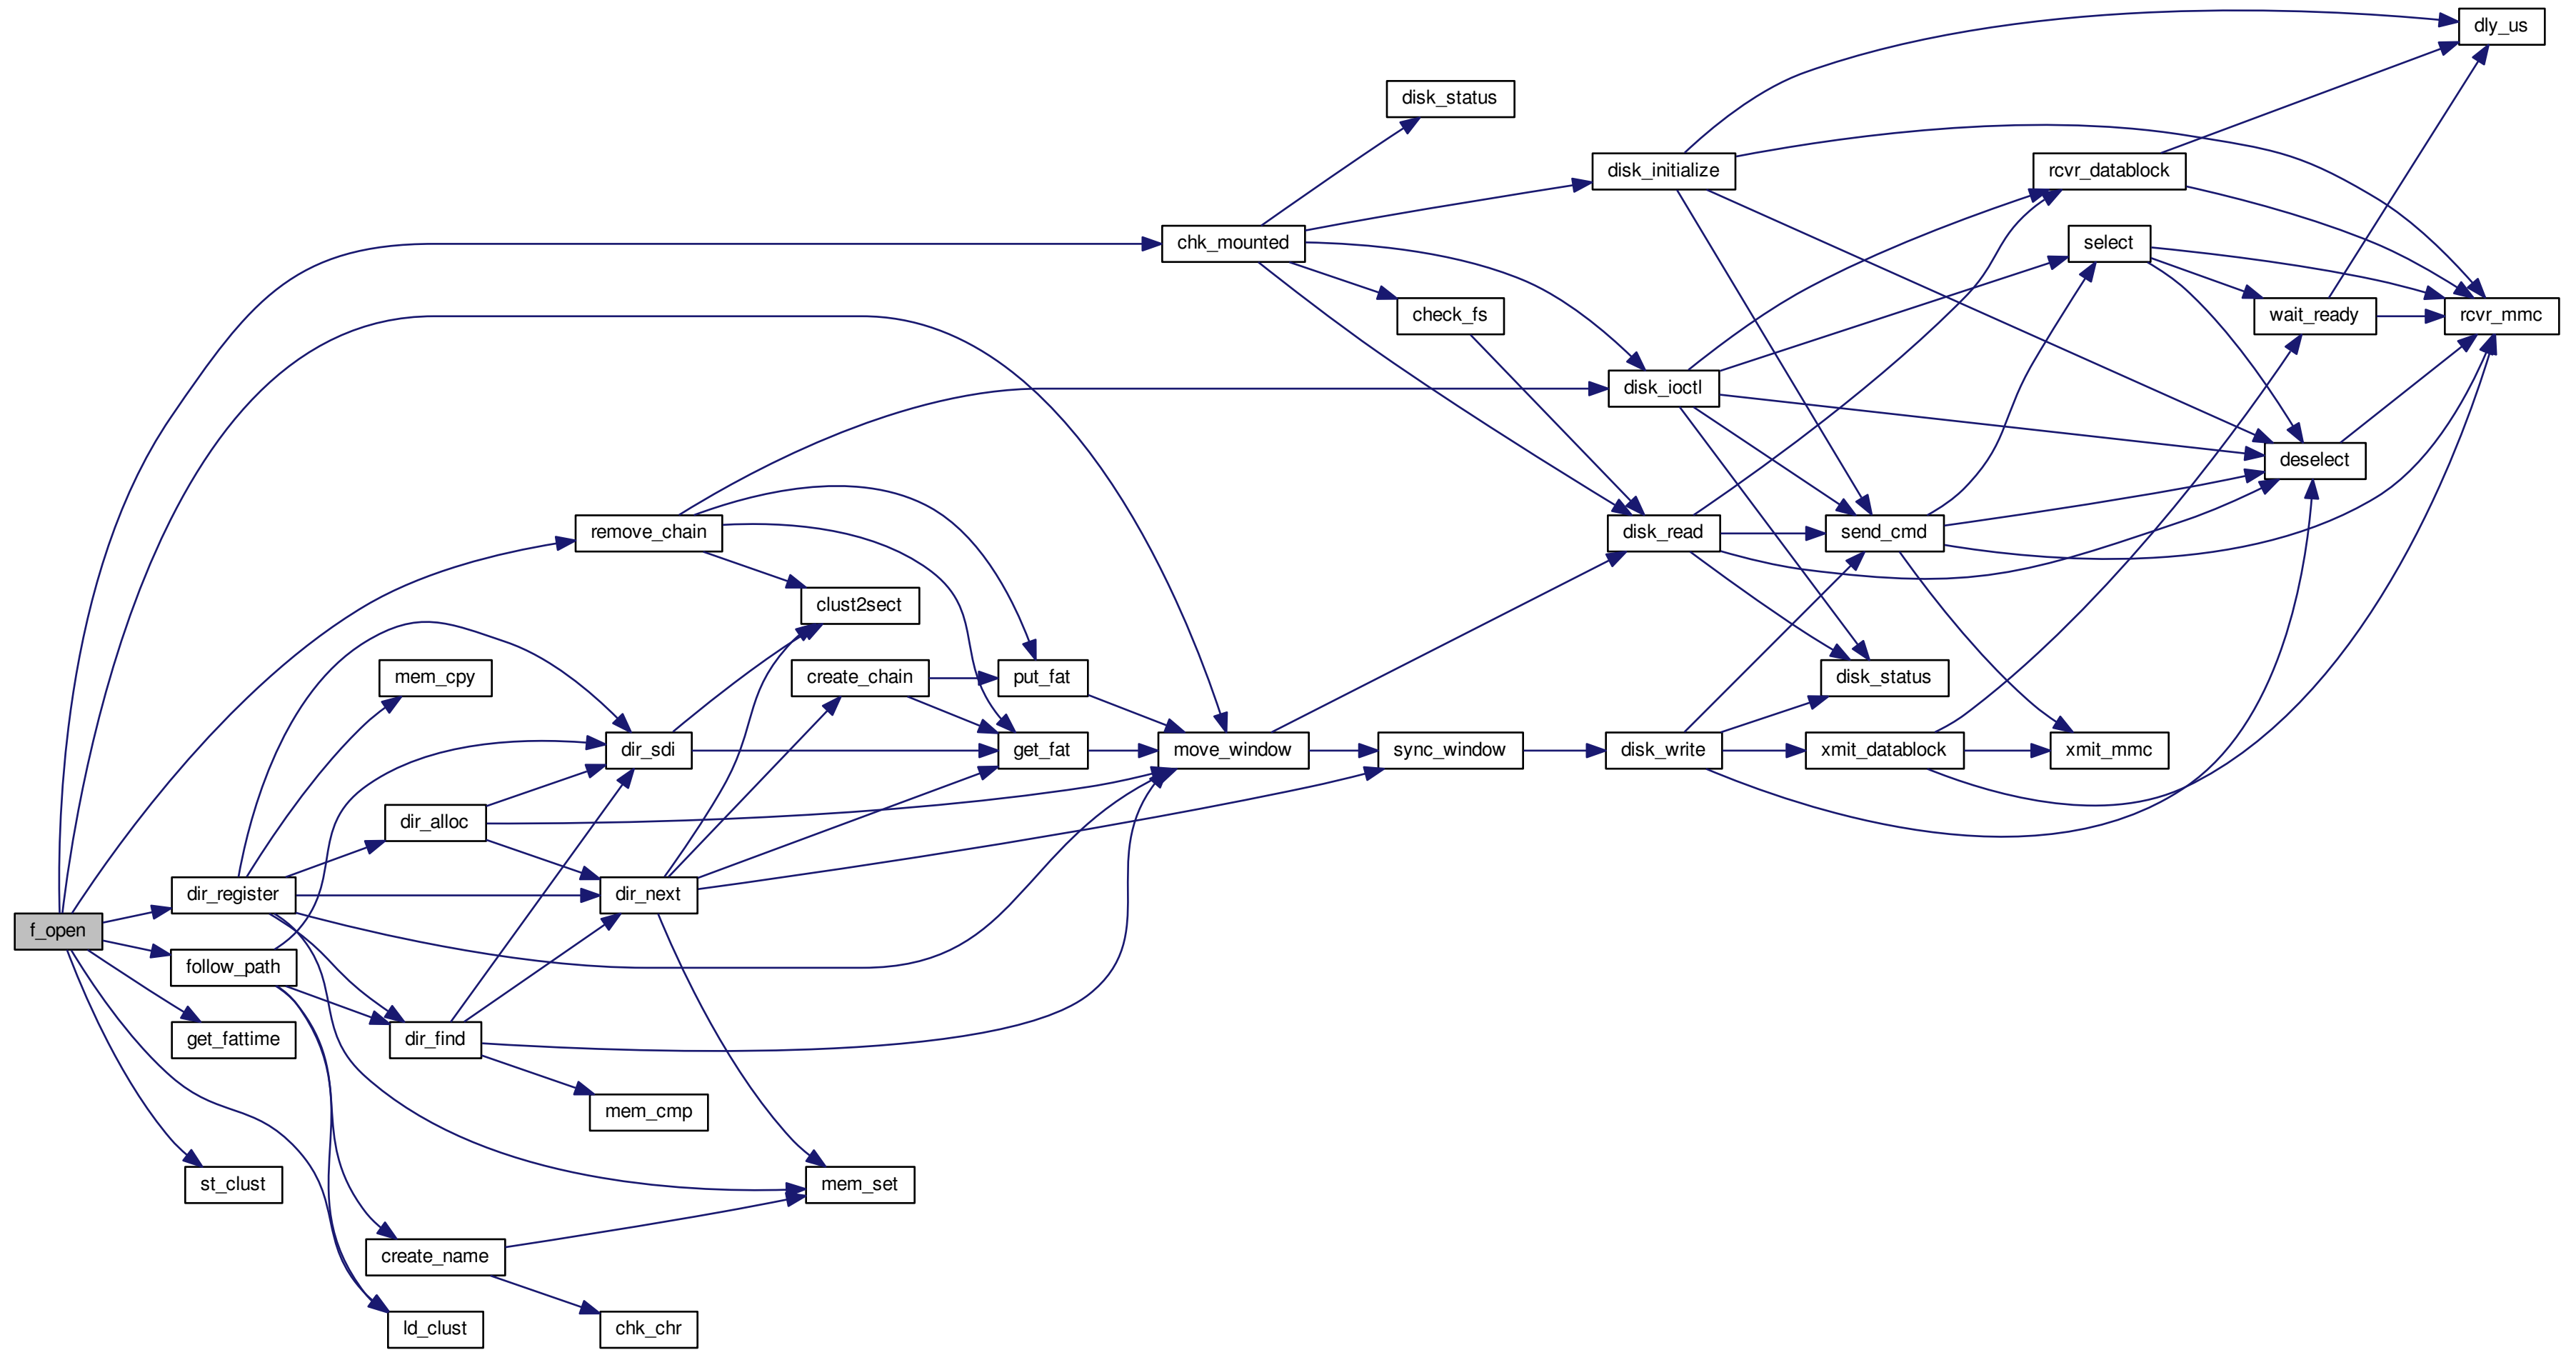 f_open
dir_register
follow_path
get_fattime
st_clust
mem_cpy
dir_alloc
dir_find
create_name
ld_clust
remove_chain
dir_sdi
dir_next
mem_cmp
chk_chr
clust2sect
create_chain
mem_set
put_fat
get_fat
chk_mounted
move_window
disk_status
check_fs
sync_window
disk_initialize
disk_ioctl
disk_read
disk_write
send_cmd
disk_status
xmit_datablock
rcvr_datablock
select
xmit_mmc
wait_ready
deselect
dly_us
rcvr_mmc